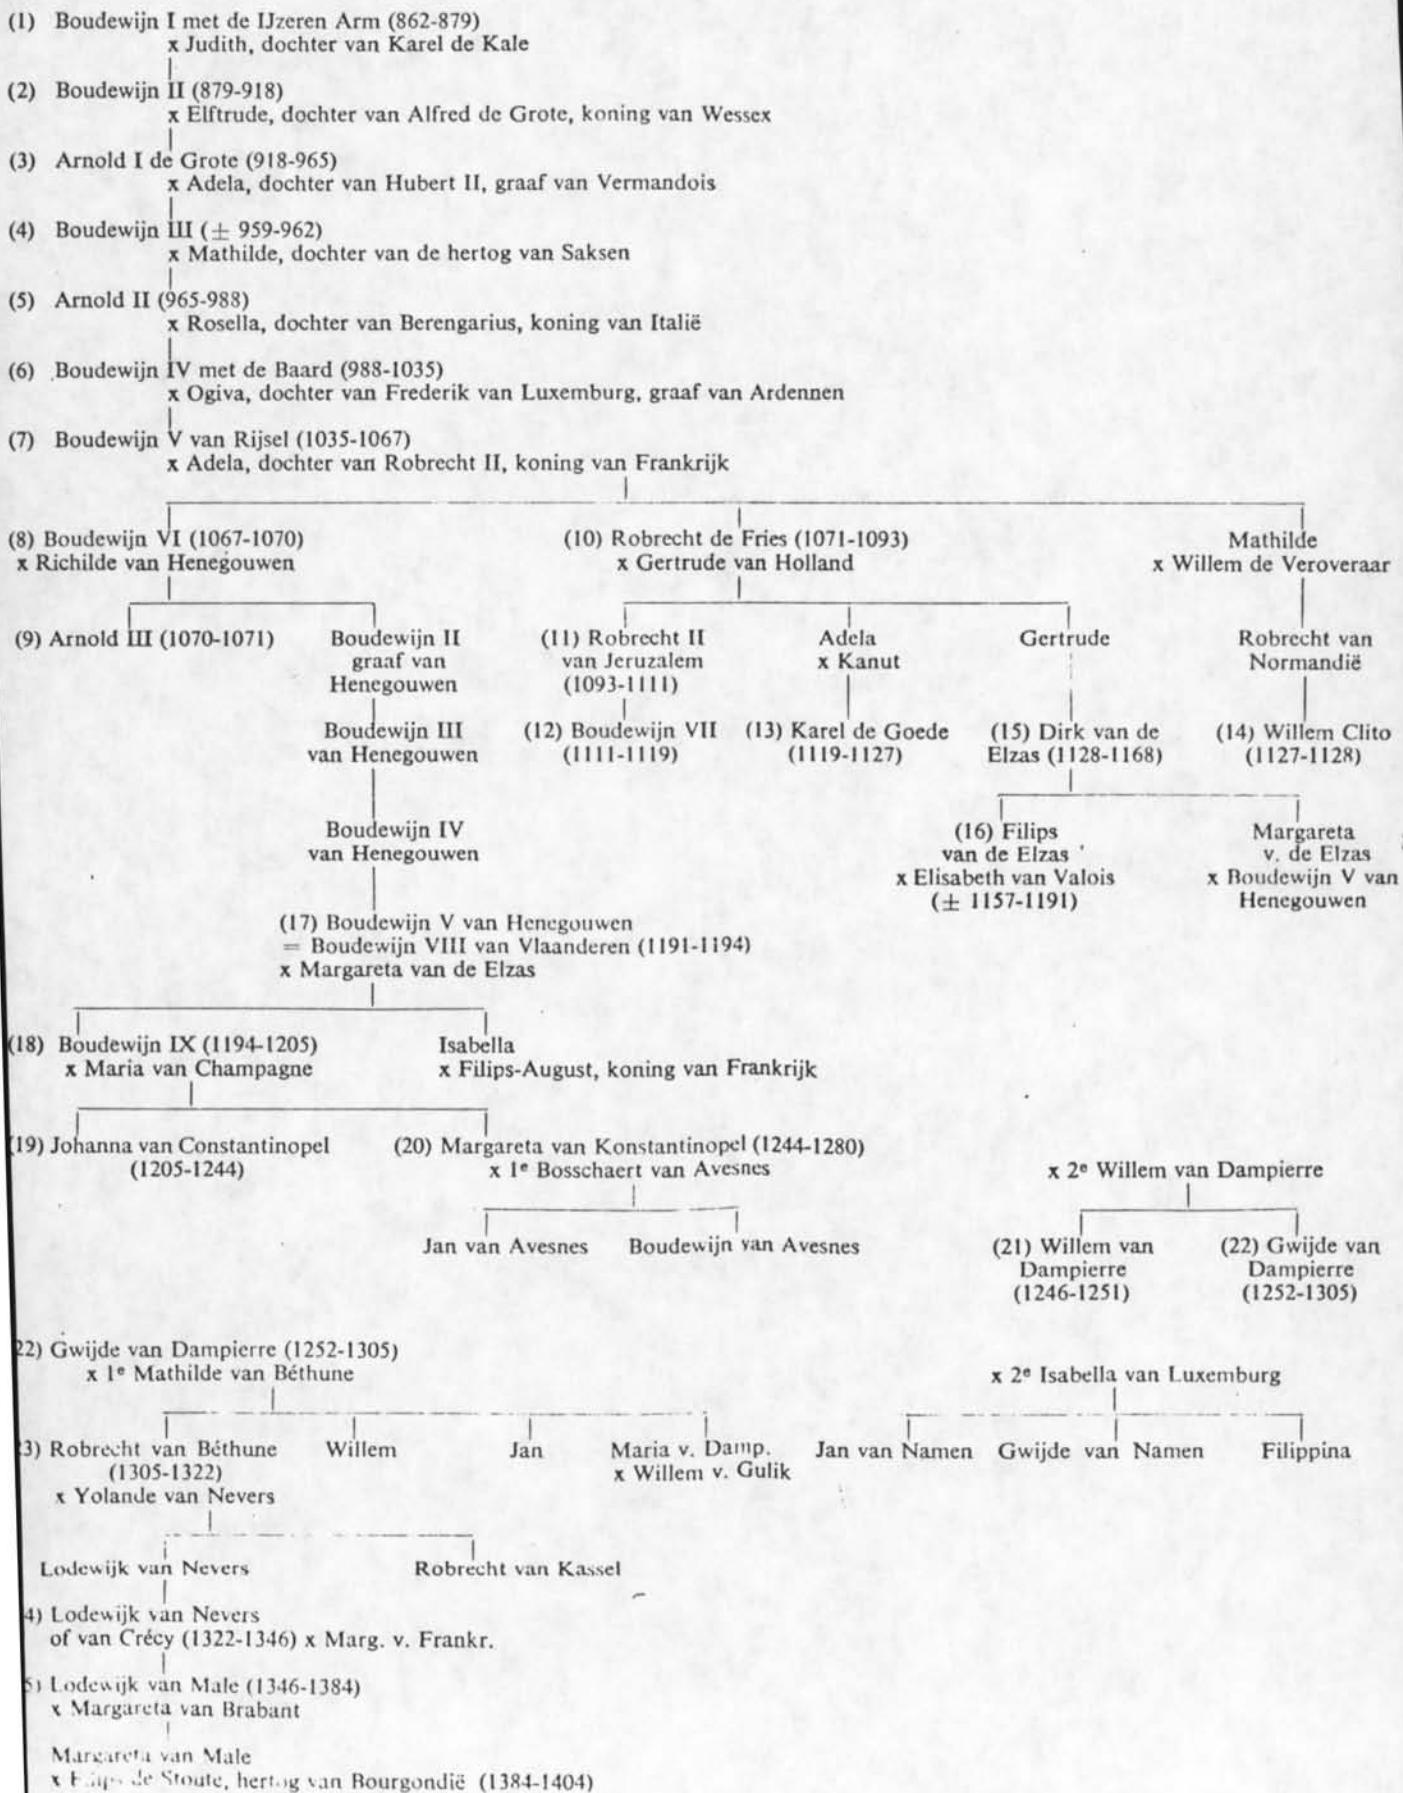 (1) Boudewijn I met de IJzeren Arm (862-879)
x Judith, dochter van Karel de Kale
(2) Boudewijn II (879-918)
x Elftrude, dochter van Alfred de Grote, koning van Wessex
(3) Arnold I de Grote (918-965)
x Adela, dochter van Hubert II, graaf van Vermandois
(4) Boudewijn III (± 959-962)
x Mathilde, dochter van de hertog van Saksen
(5) Arnold II (965-988)
x Rosella, dochter van Berengarius, koning van Italië
(6) Boudewijn IV met de Baard (988-1035)
x Ogiva, dochter van Frederik van Luxemburg, graaf van Ardennen
(7) Boudewijn V van Rijsel (1035-1067)
x Adela, dochter van Robrecht II, koning van Frankrijk
(8) Boudewijn VI (1067-1070) (10) Robrecht de Fries (1071-1093) Mathilde
x Richilde van Henegouwen x Gertrude van Holland x Willem de Veroveraar
(9) Arnold III (1070-1071) Boudewijn II (11) Robrecht II Adela Gertrude Robrecht van
graaf van van Jeruzalem x Kanut Normandië
Henegouwen (1093-1111)
Boudewijn III (12) Boudewijn VII (13) Karel de Goede (15) Dirk van de (14) Willem Clito
van Henegouwen (1111-1119) (1119-1127) Elzas (1128-1168) (1127-1128)
Boudewijn IV (16) Filips Margareta
van Henegouwen van de Elzas v. de Elzas
x Elisabeth van Valois x Boudewijn V van
(± 1157-1191) Henegouwen
(17) Boudewijn V van Henegouwen
= Boudewijn VIII van Vlaanderen (1191-1194)
x Margareta van de Elzas
(18) Boudewijn IX (1194-1205) Isabella
x Maria van Champagne x Filips-August, koning van Frankrijk
19) Johanna van Constantinopel (20) Margareta van Konstantinopel (1244-1280)
(1205-1244) x 1e Bosschaert van Avesnes x 2e Willem van Dampierre
Jan van Avesnes Boudewijn van Avesnes (21) Willem van (22) Gwijde van
Dampierre Dampierre
(1246-1251) (1252-1305)
22) Gwijde van Dampierre (1252-1305)
x 1e Mathilde van Béthune x 2e Isabella van Luxemburg
3) Robrecht van Béthune Willem Jan Maria v. Damp. Jan van Namen Gwijde van Namen Filippina
(1305-1322) x Willem v. Gulik
x Yolande van Nevers
Lodewijk van Nevers Robrecht van Kassel
4) Lodewijk van Nevers
of van Crécy (1322-1346) x Marg. v. Frankr.
5) Lodewijk van Male (1346-1384)
x Margareta van Brabant
Margareta van Male
x Filips de Stoute, hertog van Bourgondië (1384-1404)